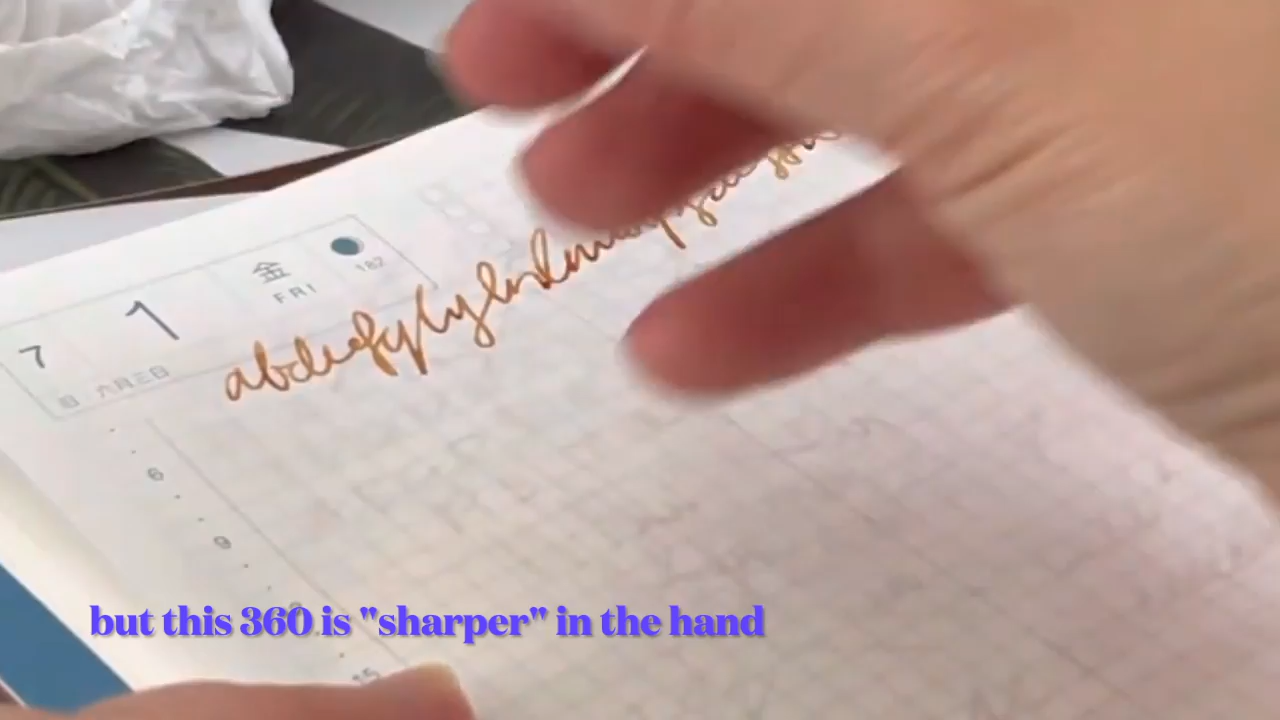 7
1
金
FRI
182
旧 六月三日
6
9
15
but this 360 is "sharper" in the hand